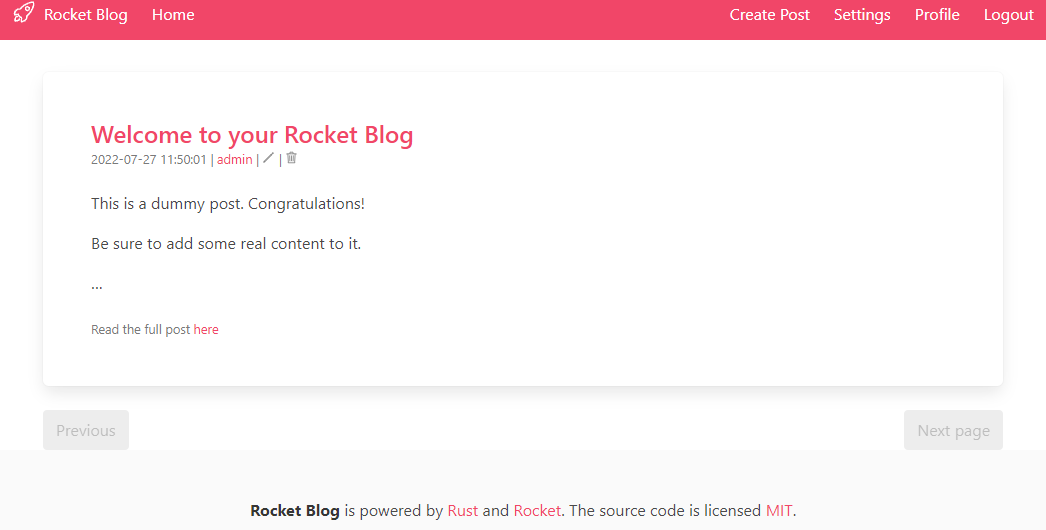 Rocket Blog Home Create Post Settings Profile Logout
Welcome to your Rocket Blog
2022-07-27 11:50:01 | admin | |
This is a dummy post. Congratulations!
Be sure to add some real content to it.
...
Read the full post here
Previous Next page
Rocket Blog is powered by Rust and Rocket. The source code is licensed MIT.